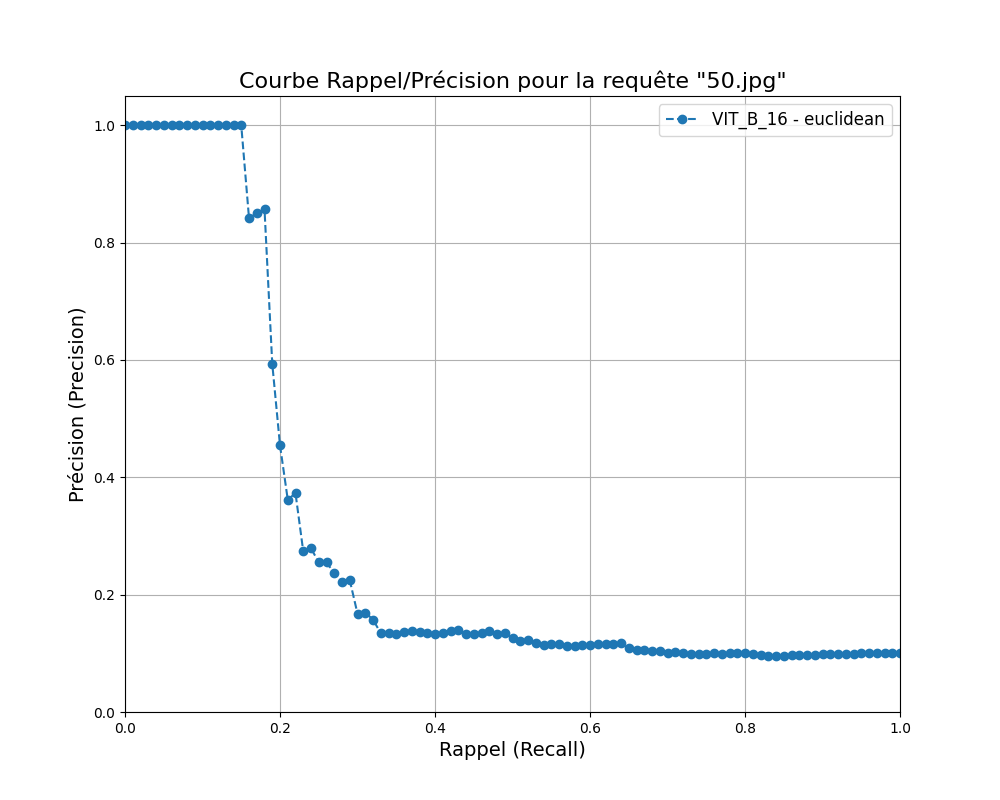 Courbe Rappel/Précision pour la requête "50.jpg"
VIT_B_16 - euclidean
Précision (Precision)
1.0
0.8
0.6
0.4
0.2
0.0
0.0 0.2 0.4 0.6 0.8 1.0
Rappel (Recall)